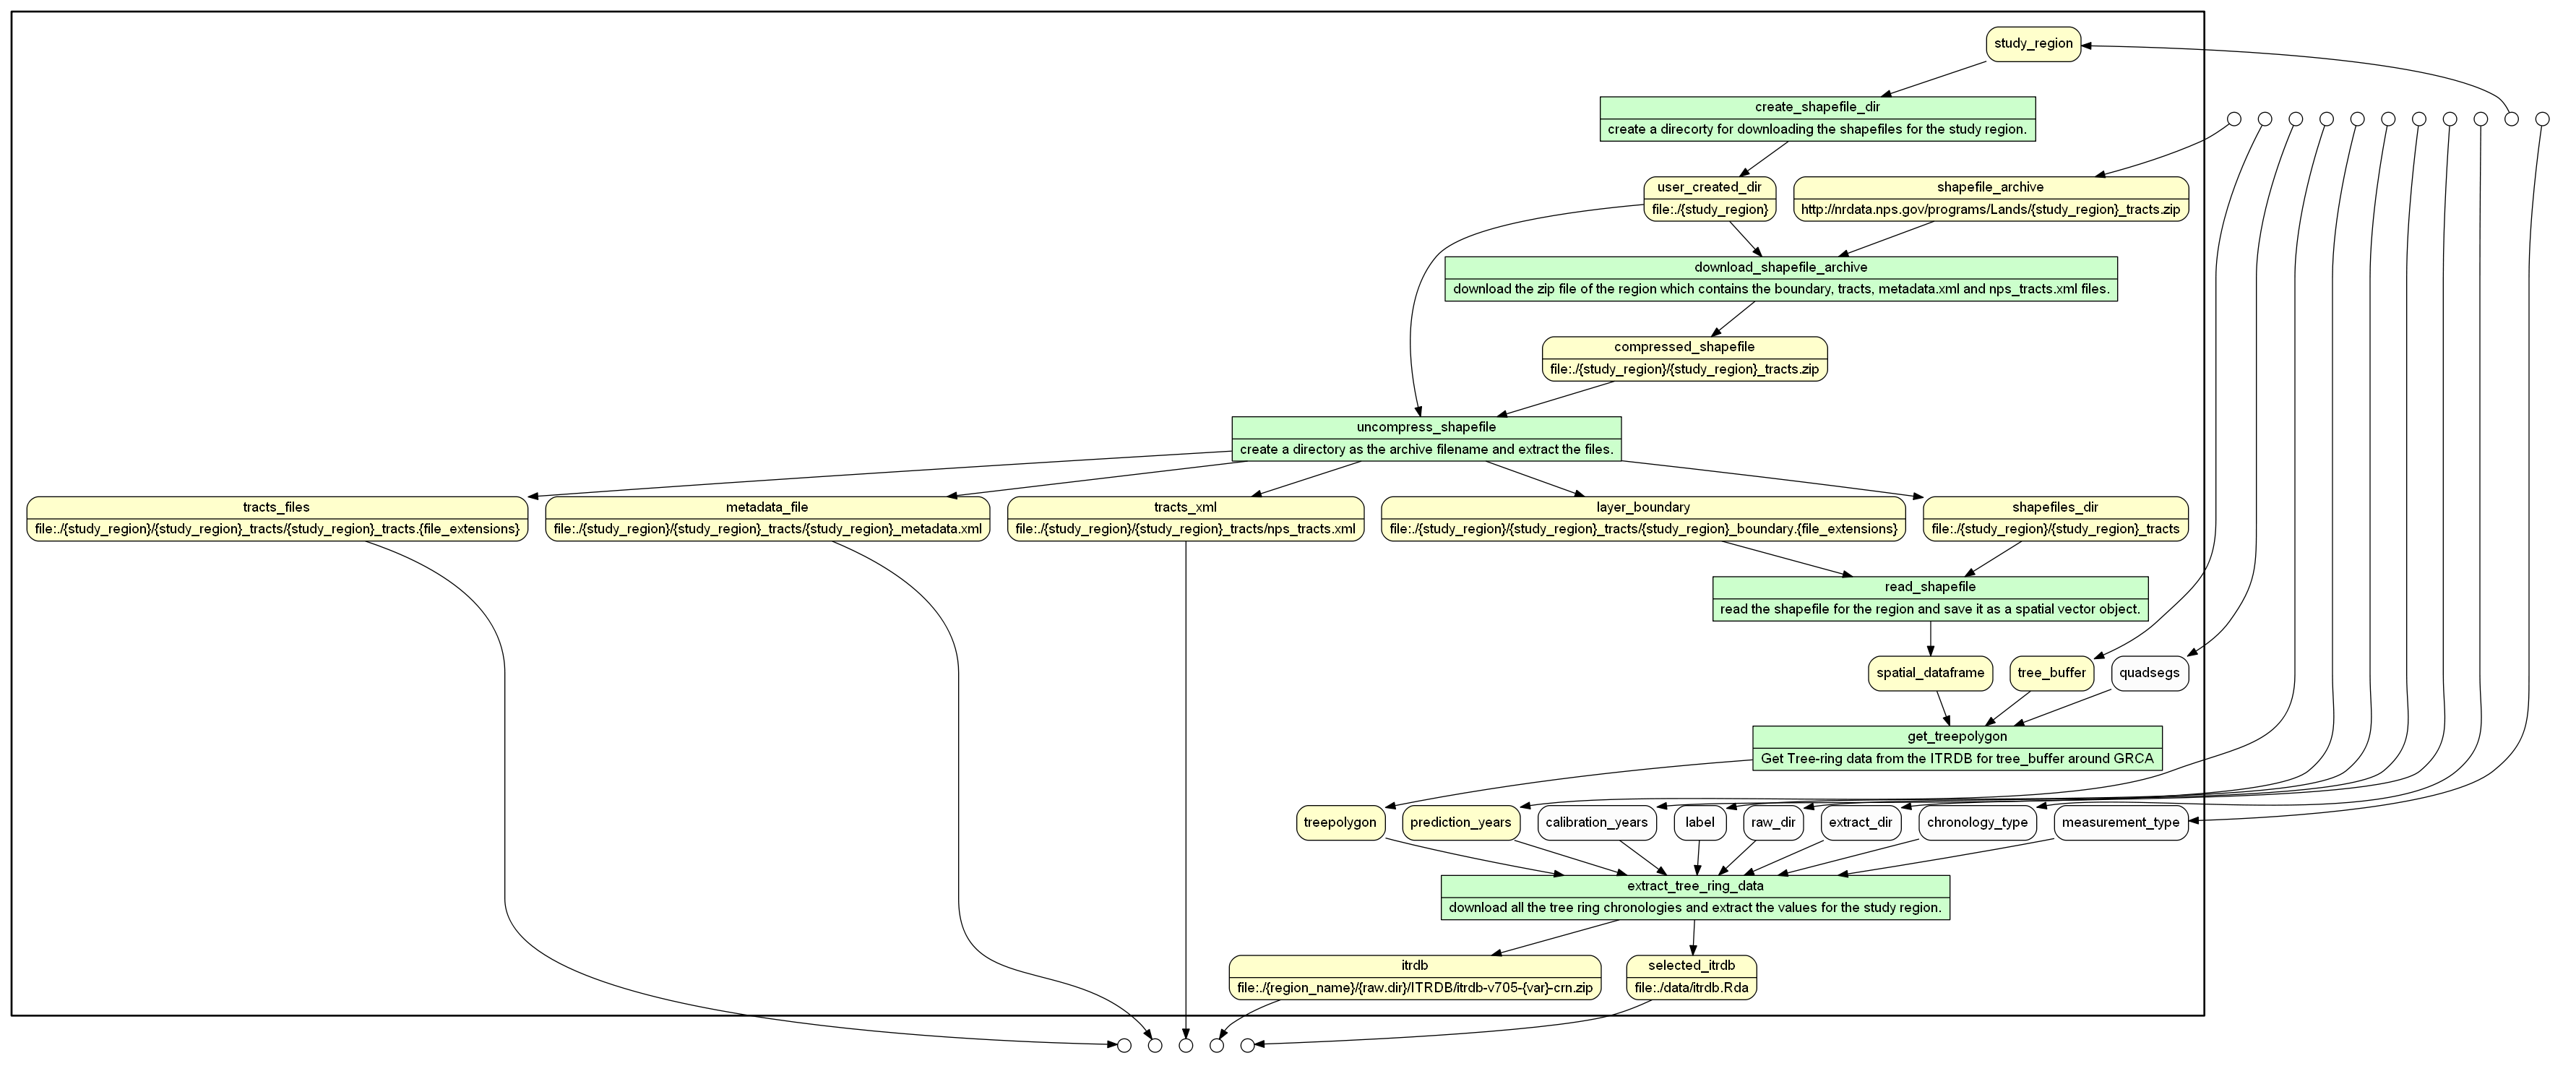 study_region
create_shapefile_dir
create a direcorty for downloading the shapefiles for the study region.
user_created_dir
file:./{study_region}
shapefile_archive
http://nrdata.nps.gov/programs/Lands/{study_region}_tracts.zip
download_shapefile_archive
download the zip file of the region which contains the boundary, tracts, metadata.xml and nps_tracts.xml files.
compressed_shapefile
file:./{study_region}/{study_region}_tracts.zip
uncompress_shapefile
create a directory as the archive filename and extract the files.
tracts_files
file:./{study_region}/{study_region}_tracts/{study_region}_tracts.{file_extensions}
metadata_file
file:./{study_region}/{study_region}_tracts/{study_region}_metadata.xml
tracts_xml
file:./{study_region}/{study_region}_tracts/nps_tracts.xml
layer_boundary
file:./{study_region}/{study_region}_tracts/{study_region}_boundary.{file_extensions}
shapefiles_dir
file:./{study_region}/{study_region}_tracts
read_shapefile
read the shapefile for the region and save it as a spatial vector object.
spatial_dataframe
tree_buffer
quadsegs
get_treepolygon
Get Tree-ring data from the ITRDB for tree_buffer around GRCA
treepolygon
prediction_years
calibration_years
label
raw_dir
extract_dir
chronology_type
measurement_type
extract_tree_ring_data
download all the tree ring chronologies and extract the values for the study region.
itrdb
file:./{region_name}/{raw.dir}/ITRDB/itrdb-v705-{var}-crn.zip
selected_itrdb
file:./data/itrdb.Rda